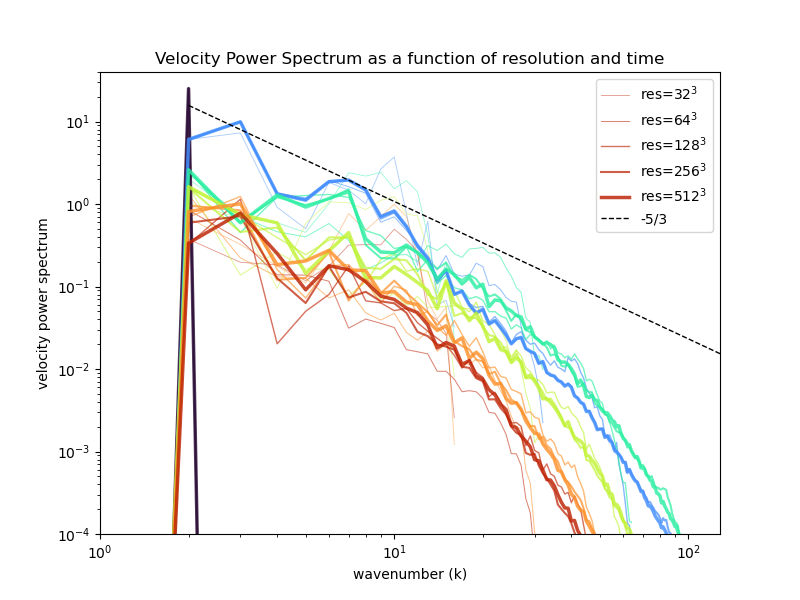 Velocity Power Spectrum as a function of resolution and time
velocity power spectrum
10¹
10⁰
10⁻¹
10⁻²
10⁻³
10⁻⁴
res=32³
res=64³
res=128³
res=256³
res=512³
-5/3
10⁰
10¹
10²
wavenumber (k)